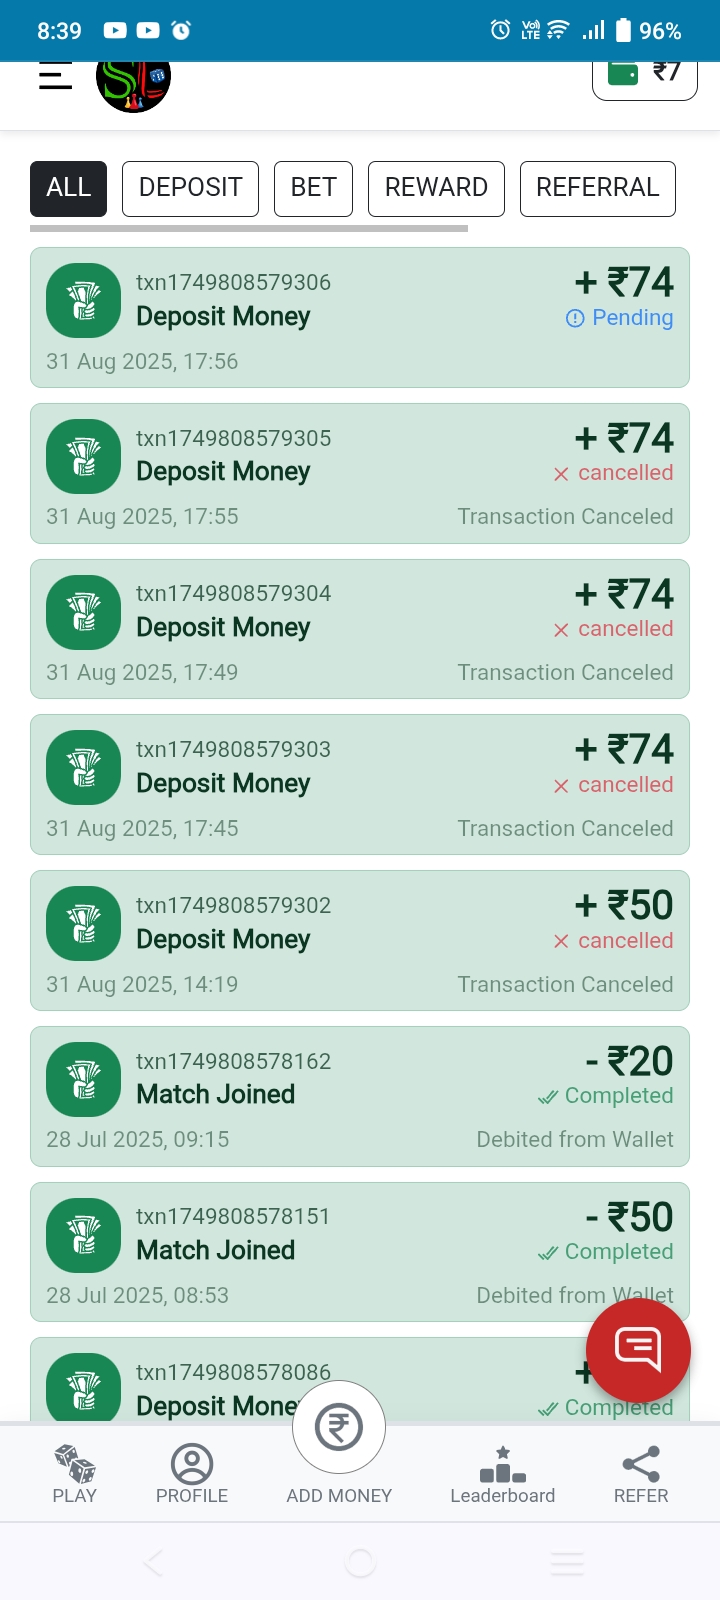 8:39 Vo) LTE 96%
SL ₹7
ALL DEPOSIT BET REWARD REFERRAL
txn1749808579306 + ₹74
Deposit Money Pending
31 Aug 2025, 17:56
txn1749808579305 + ₹74
Deposit Money cancelled
31 Aug 2025, 17:55 Transaction Canceled
txn1749808579304 + ₹74
Deposit Money cancelled
31 Aug 2025, 17:49 Transaction Canceled
txn1749808579303 + ₹74
Deposit Money cancelled
31 Aug 2025, 17:45 Transaction Canceled
txn1749808579302 + ₹50
Deposit Money cancelled
31 Aug 2025, 14:19 Transaction Canceled
txn1749808578162 - ₹20
Match Joined Completed
28 Jul 2025, 09:15 Debited from Wallet
txn1749808578151 - ₹50
Match Joined Completed
28 Jul 2025, 08:53 Debited from Wallet
txn1749808578086 +
Deposit Mone Completed
₹
PLAY PROFILE ADD MONEY Leaderboard REFER